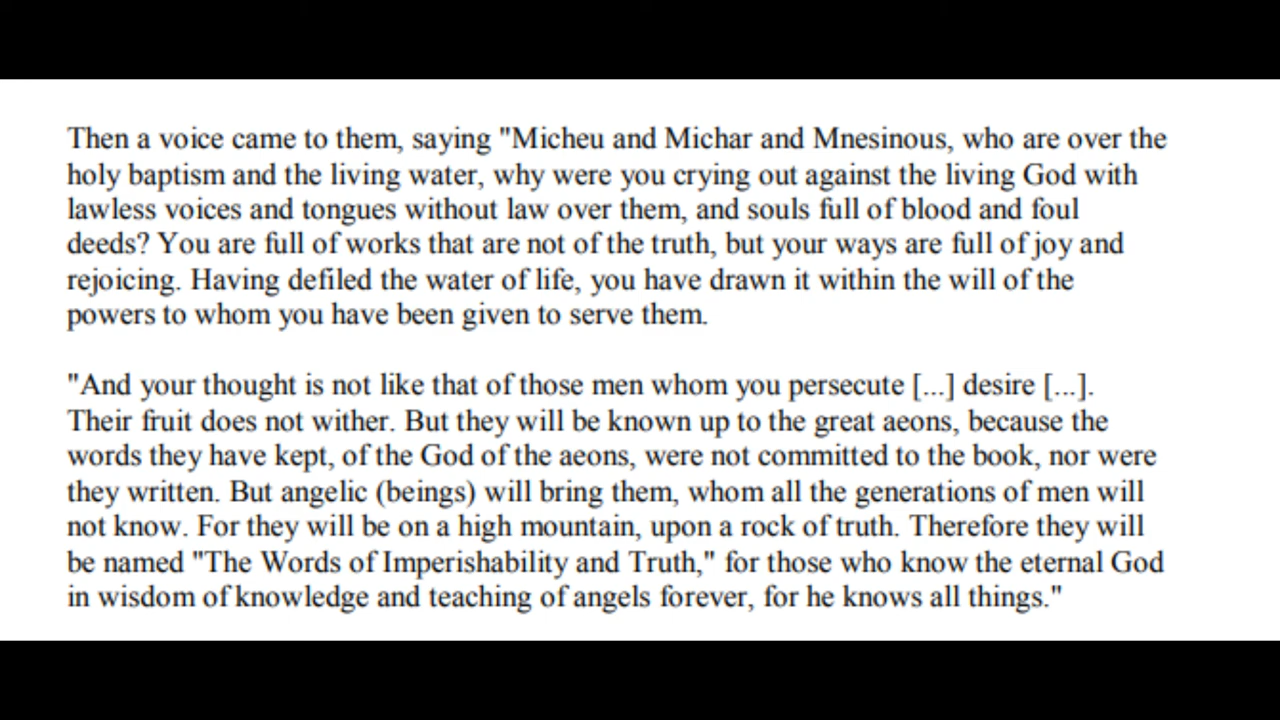 Then a voice came to them, saying "Micheu and Michar and Mnesinous, who are over the
holy baptism and the living water, why were you crying out against the living God with
lawless voices and tongues without law over them, and souls full of blood and foul
deeds? You are full of works that are not of the truth, but your ways are full of joy and
rejoicing. Having defiled the water of life, you have drawn it within the will of the
powers to whom you have been given to serve them.
"And your thought is not like that of those men whom you persecute [...] desire [...].
Their fruit does not wither. But they will be known up to the great aeons, because the
words they have kept, of the God of the aeons, were not committed to the book, nor were
they written. But angelic (beings) will bring them, whom all the generations of men will
not know. For they will be on a high mountain, upon a rock of truth. Therefore they will
be named "The Words of Imperishability and Truth," for those who know the eternal God
in wisdom of knowledge and teaching of angels forever, for he knows all things."